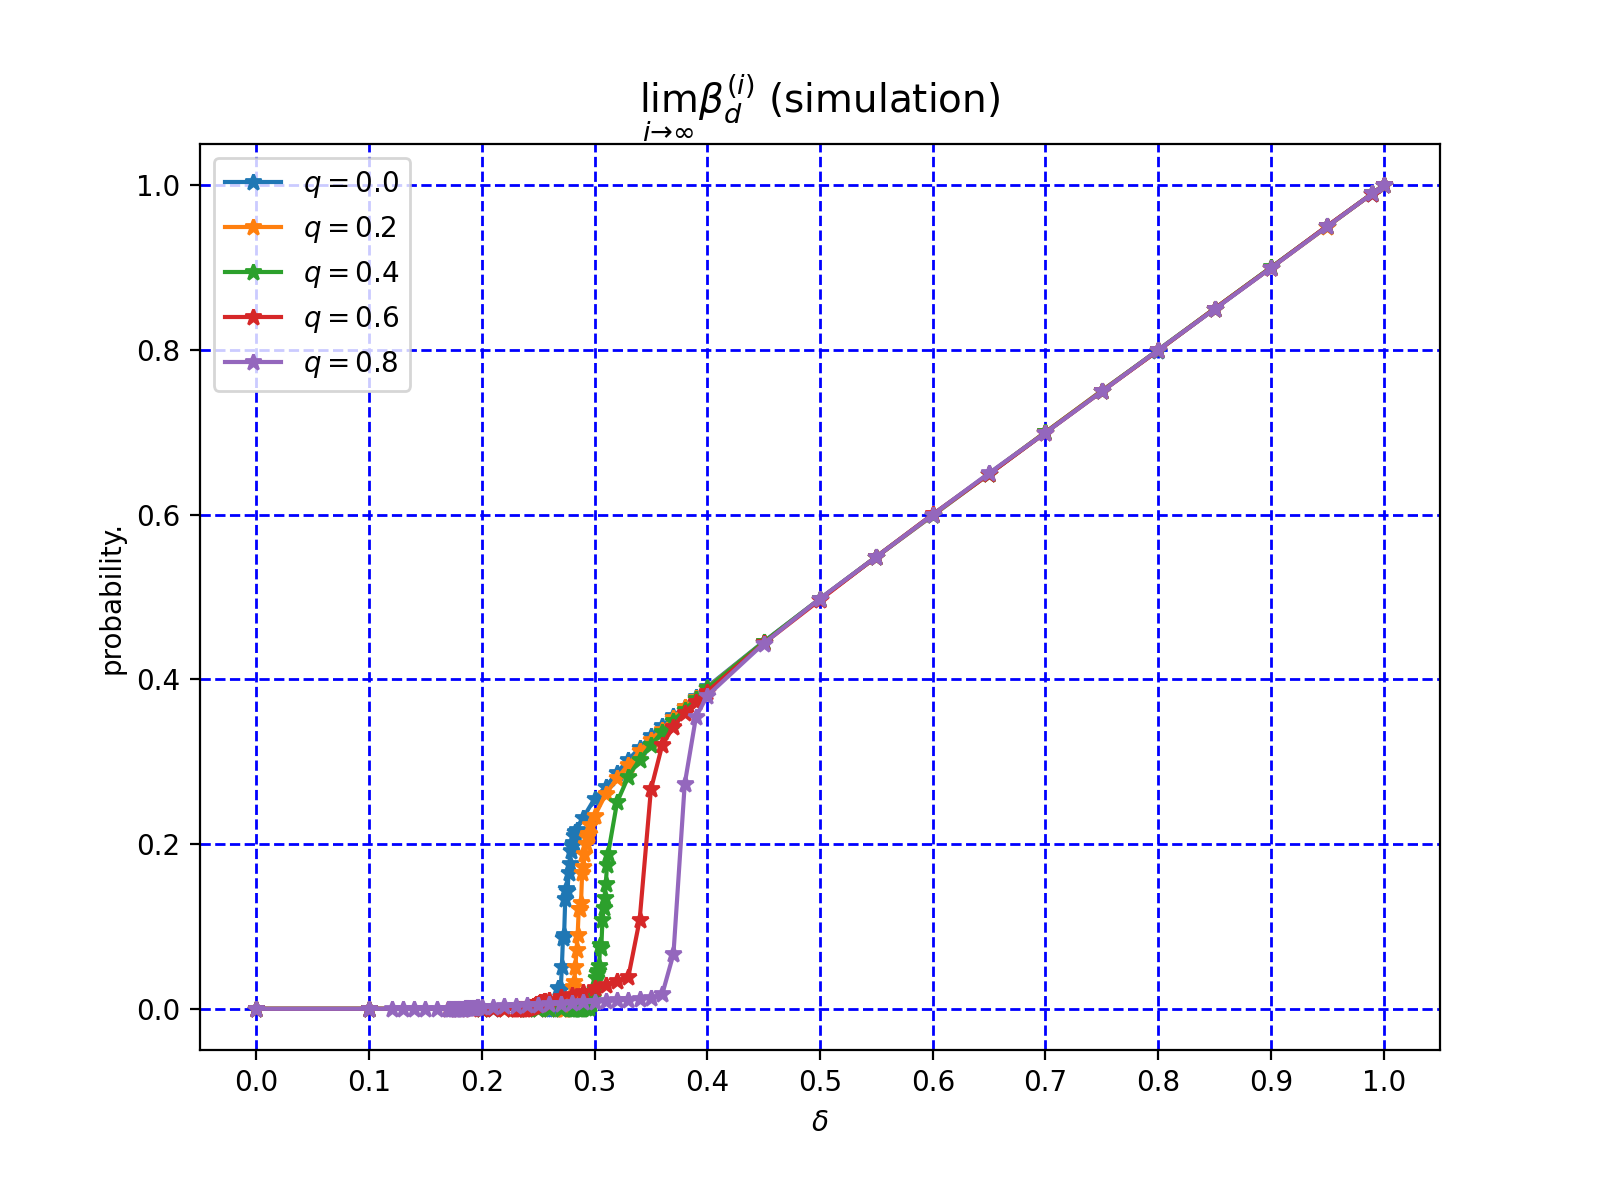 lim β_d^{(i)} (simulation)
i→∞
q = 0.0
q = 0.2
q = 0.4
q = 0.6
q = 0.8
1.0
0.8
0.6
0.4
0.2
0.0
probability.
0.0 0.1 0.2 0.3 0.4 0.5 0.6 0.7 0.8 0.9 1.0
δ